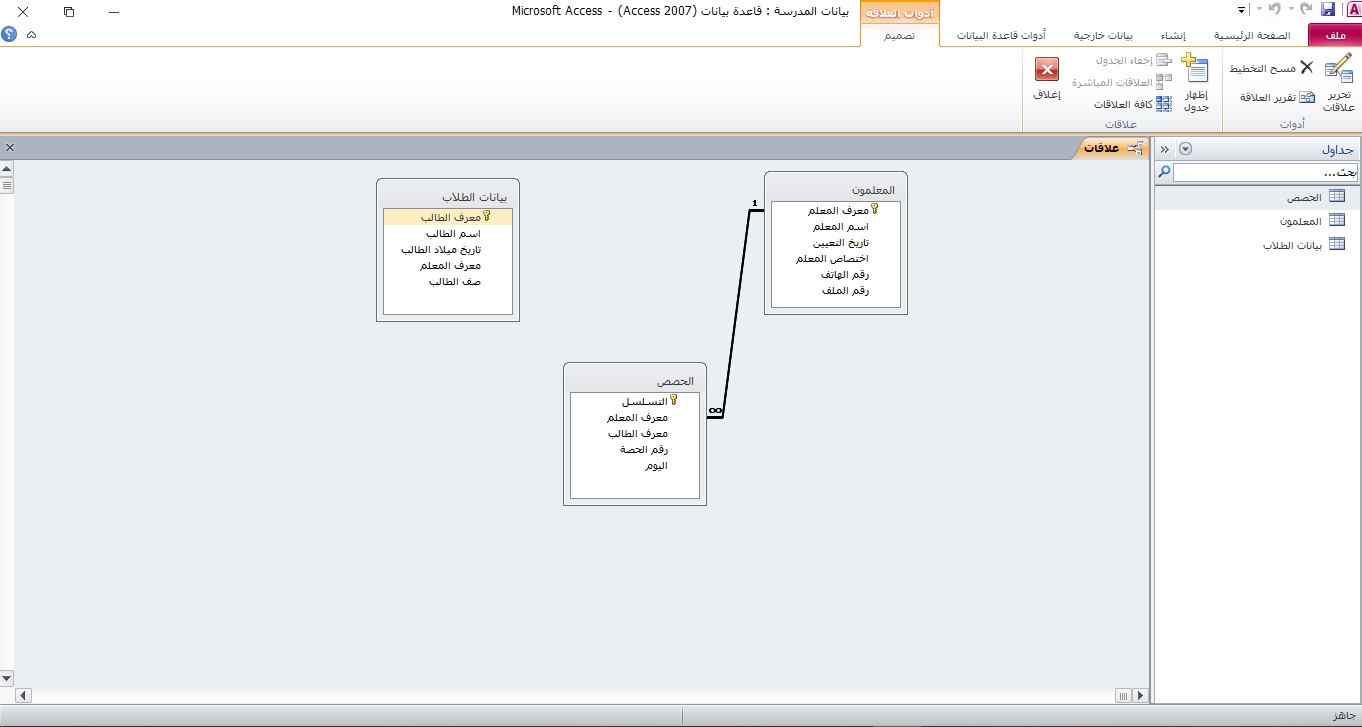 بيانات المدرسة : قاعدة بيانات (Access 2007) - Microsoft Access
أدوات العلاقة
ملف
الصفحة الرئيسية
إنشاء
بيانات خارجية
أدوات قاعدة البيانات
تصميم
تحرير علاقات
مسح التخطيط
تقرير العلاقة
أدوات
إظهار جدول
إخفاء الجدول
العلاقات المباشرة
كافة العلاقات
علاقات
إغلاق
جداول
بحث...
الحصص
المعلمون
بيانات الطلاب
علاقات
المعلمون
معرف المعلم
اسم المعلم
تاريخ التعيين
اختصاص المعلم
رقم الهاتف
رقم الملف
1
∞
بيانات الطلاب
معرف الطالب
اسم الطالب
تاريخ ميلاد الطالب
معرف المعلم
صف الطالب
الحصص
التسلسل
معرف المعلم
معرف الطالب
رقم الحصة
اليوم
جاهز